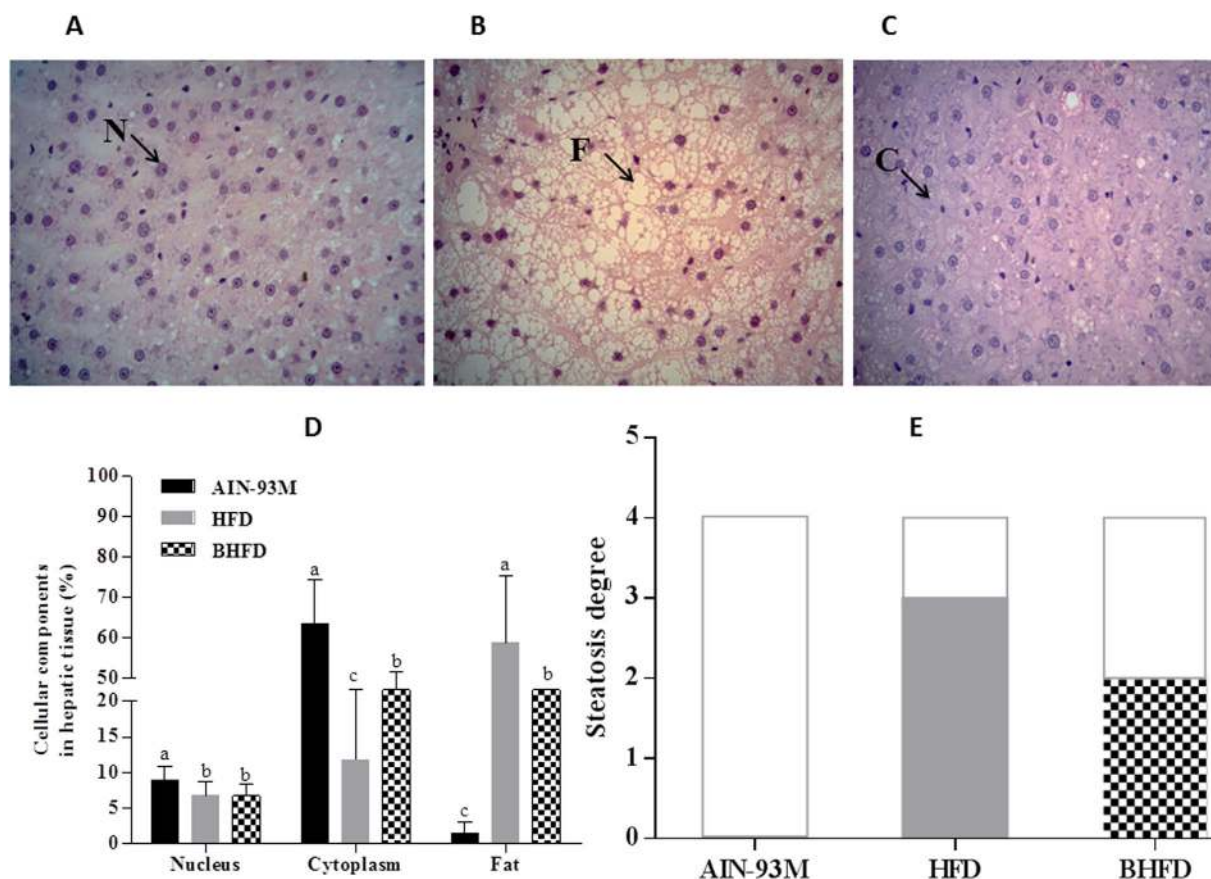 A
B
C
N
F
C
D
E
Cellular components
in hepatic tissue (%)
100
90
80
70
60
50
20
15
10
5
0
AIN-93M
HFD
BHFD
a
b
b
a
c
b
c
a
b
Nucleus
Cytoplasm
Fat
Steatosis degree
5
4
3
2
1
0
AIN-93M
HFD
BHFD